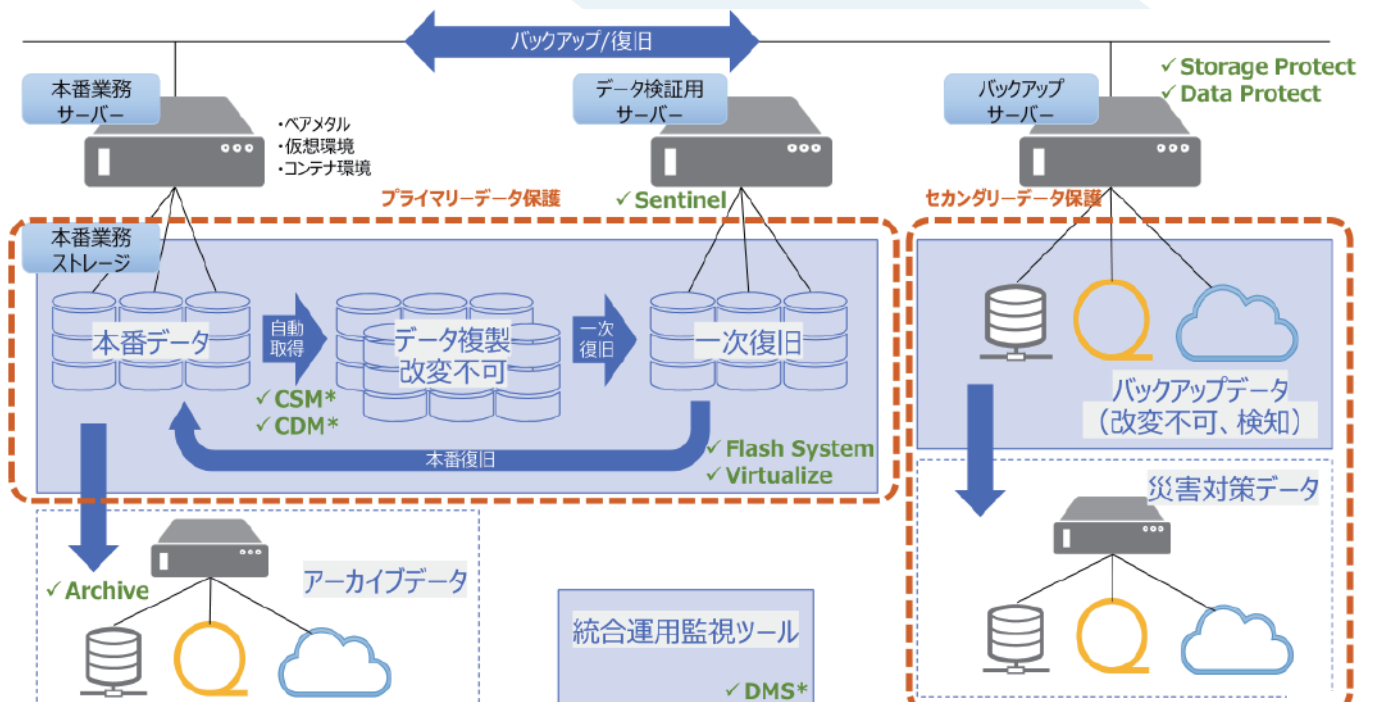 バックアップ/復旧
本番業務
サーバー
・ベアメタル
・仮想環境
・コンテナ環境
データ検証用
サーバー
バックアップ
サーバー
✓Storage Protect
✓Data Protect
プライマリーデータ保護
✓Sentinel
セカンダリーデータ保護
本番業務
ストレージ
本番データ
自動
取得
データ複製
改変不可
一次
復旧
一次復旧
✓CSM*
✓CDM*
本番復旧
✓Flash System
✓Virtualize
バックアップデータ
（改変不可、検知）
災害対策データ
✓Archive
アーカイブデータ
統合運用監視ツール
✓DMS*